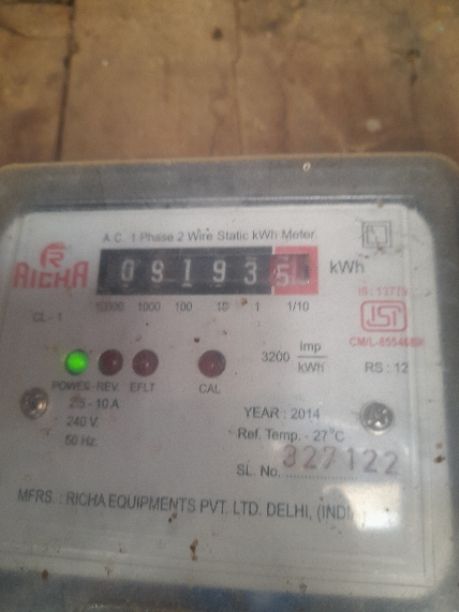 A.C. 1 Phase 2 Wire Static kWh Meter.
RICHA
091935 kWh
10000 1000 100 10 1 1/10
CL - 1
3200 imp/kWh
RS : 12
POWER REV. EFLT CAL
2.5 - 10 A
240 V.
50 Hz.
YEAR : 2014
Ref. Temp. - 27°C
SL. No. 327122
MFRS. : RICHA EQUIPMENTS PVT. LTD. DELHI,